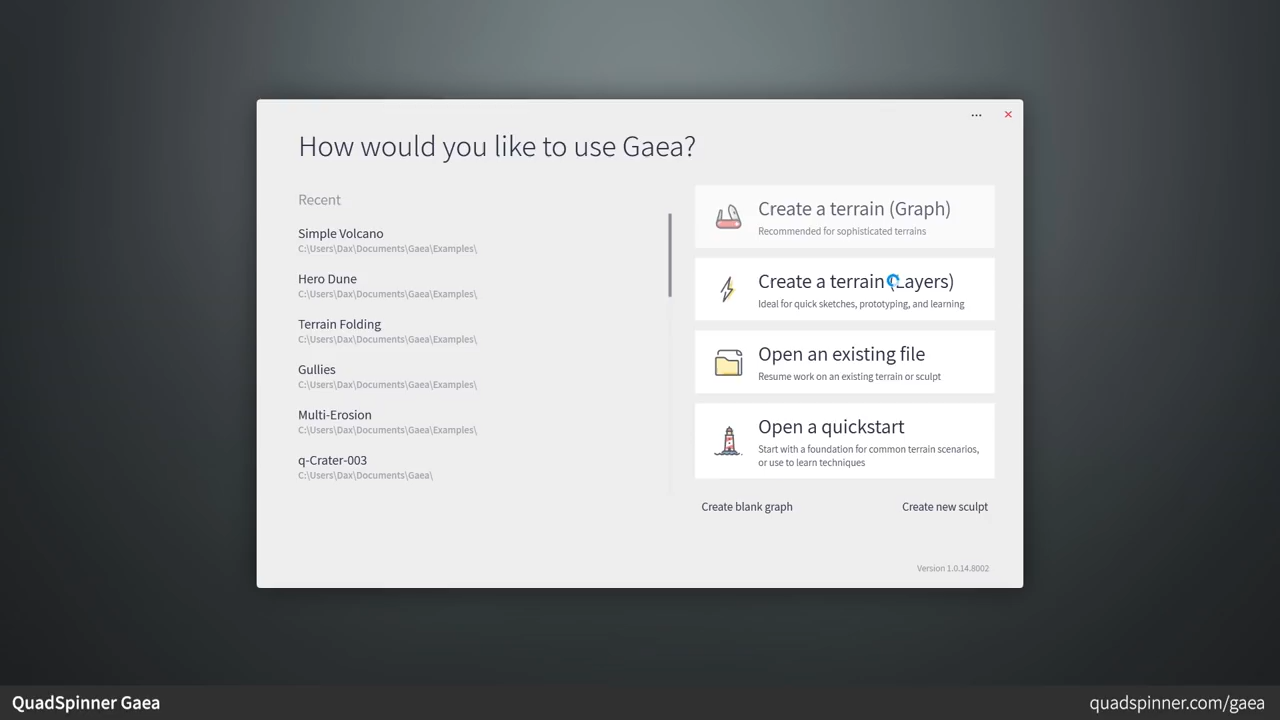 How would you like to use Gaea?
Recent
Simple Volcano
C:\Users\Dax\Documents\Gaea\Examples\
Hero Dune
C:\Users\Dax\Documents\Gaea\Examples\
Terrain Folding
C:\Users\Dax\Documents\Gaea\Examples\
Gullies
C:\Users\Dax\Documents\Gaea\Examples\
Multi-Erosion
C:\Users\Dax\Documents\Gaea\Examples\
q-Crater-003
C:\Users\Dax\Documents\Gaea\
Create a terrain (Graph)
Recommended for sophisticated terrains
Create a terrain (Layers)
Ideal for quick sketches, prototyping, and learning
Open an existing file
Resume work on an existing terrain or sculpt
Open a quickstart
Start with a foundation for common terrain scenarios,
or use to learn techniques
Create blank graph
Create new sculpt
Version 1.0.14.8002
QuadSpinner Gaea
quadspinner.com/gaea